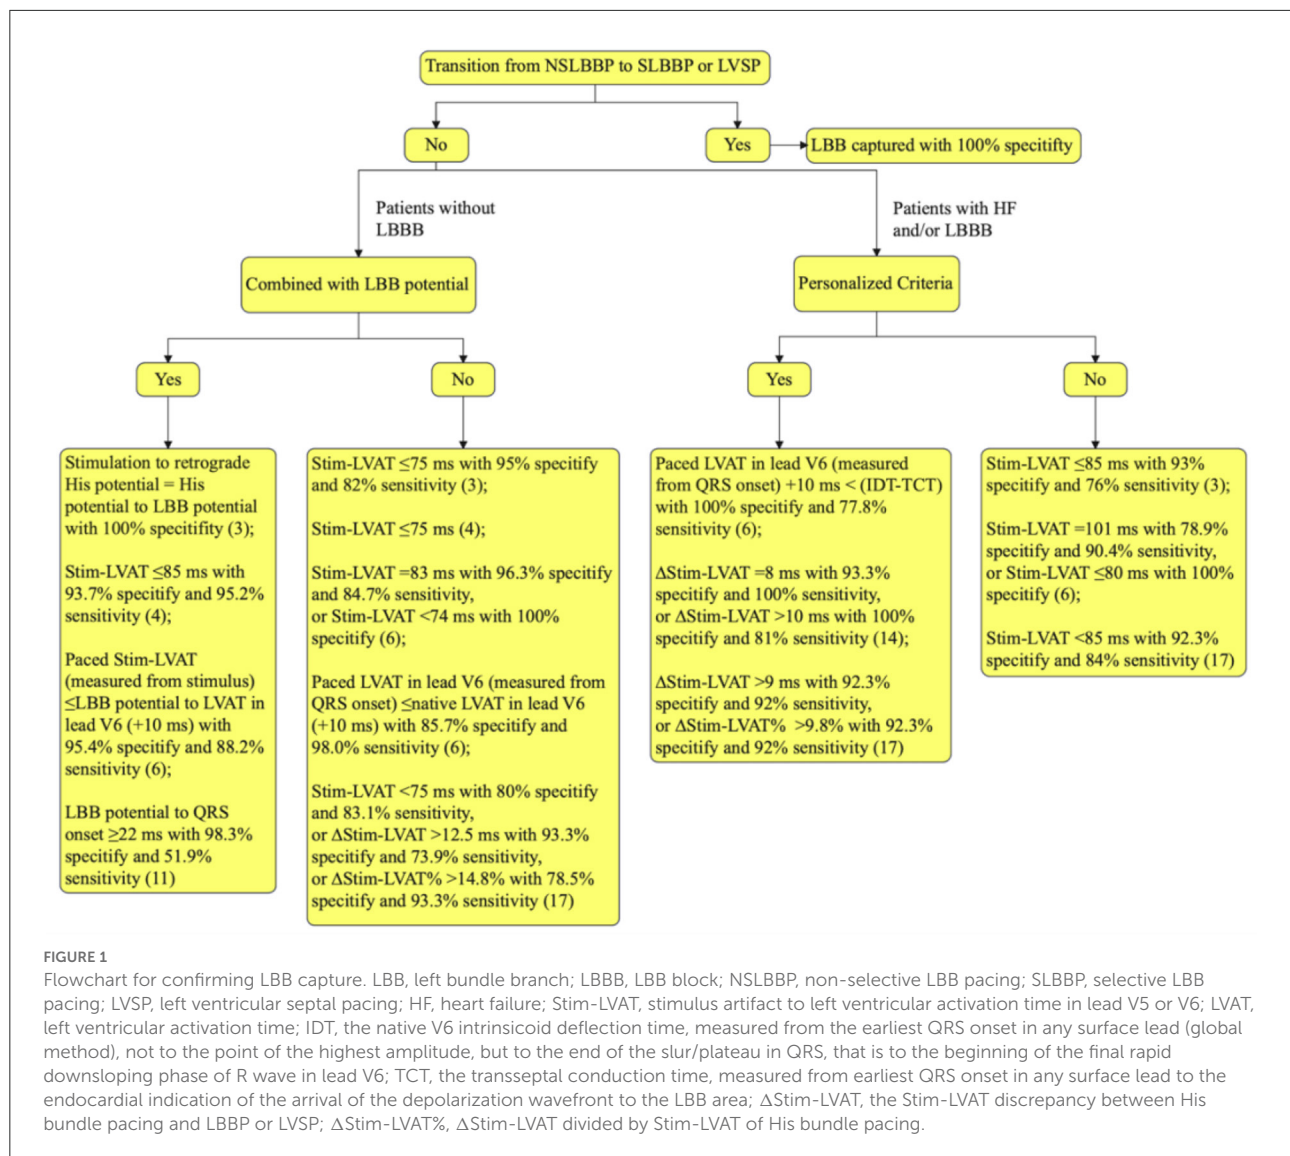 Transition from NSLBBP to SLBBP or LVSP
No
Yes
LBB captured with 100% specitifty
Patients without
LBBB
Patients with HF
and/or LBBB
Combined with LBB potential
Personalized Criteria
Yes
No
Yes
No
Stimulation to retrograde
His potential = His
potential to LBB potential
with 100% specitifity (3);
Stim-LVAT ≤85 ms with
93.7% specitify and 95.2%
sensitivity (4);
Paced Stim-LVAT
(measured from stimulus)
≤LBB potential to LVAT in
lead V6 (+10 ms) with
95.4% specitify and 88.2%
sensitivity (6);
LBB potential to QRS
onset ≥22 ms with 98.3%
specitify and 51.9%
sensitivity (11)
Stim-LVAT ≤75 ms with 95% specitify
and 82% sensitivity (3);
Stim-LVAT ≤75 ms (4);
Stim-LVAT =83 ms with 96.3% specitify
and 84.7% sensitivity,
or Stim-LVAT <74 ms with 100%
specitify (6);
Paced LVAT in lead V6 (measured from
QRS onset) ≤native LVAT in lead V6
(+10 ms) with 85.7% specitify and
98.0% sensitivity (6);
Stim-LVAT <75 ms with 80% specitify
and 83.1% sensitivity,
or ΔStim-LVAT >12.5 ms with 93.3%
specitify and 73.9% sensitivity,
or ΔStim-LVAT% >14.8% with 78.5%
specitify and 93.3% sensitivity (17)
Paced LVAT in lead V6 (measured
from QRS onset) +10 ms < (IDT-TCT)
with 100% specitify and 77.8%
sensitivity (6);
ΔStim-LVAT =8 ms with 93.3%
specitify and 100% sensitivity,
or ΔStim-LVAT >10 ms with 100%
specitify and 81% sensitivity (14);
ΔStim-LVAT >9 ms with 92.3%
specitify and 92% sensitivity,
or ΔStim-LVAT% >9.8% with 92.3%
specitify and 92% sensitivity (17)
Stim-LVAT ≤85 ms with 93%
specitify and 76% sensitivity (3);
Stim-LVAT =101 ms with 78.9%
specitify and 90.4% sensitivity,
or Stim-LVAT ≤80 ms with 100%
specitify (6);
Stim-LVAT <85 ms with 92.3%
specitify and 84% sensitivity (17)
FIGURE 1
Flowchart for confirming LBB capture. LBB, left bundle branch; LBBB, LBB block; NSLBBP, non-selective LBB pacing; SLBBP, selective LBB
pacing; LVSP, left ventricular septal pacing; HF, heart failure; Stim-LVAT, stimulus artifact to left ventricular activation time in lead V5 or V6; LVAT,
left ventricular activation time; IDT, the native V6 intrinsicoid deflection time, measured from the earliest QRS onset in any surface lead (global
method), not to the point of the highest amplitude, but to the end of the slur/plateau in QRS, that is to the beginning of the final rapid
downsloping phase of R wave in lead V6; TCT, the transseptal conduction time, measured from earliest QRS onset in any surface lead to the
endocardial indication of the arrival of the depolarization wavefront to the LBB area; ΔStim-LVAT, the Stim-LVAT discrepancy between His
bundle pacing and LBBP or LVSP; ΔStim-LVAT%, ΔStim-LVAT divided by Stim-LVAT of His bundle pacing.